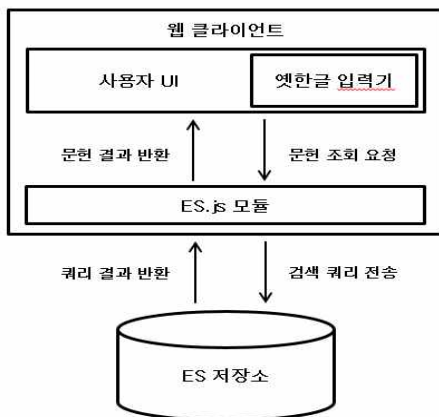 웹 클라이언트
사용자 UI
옛한글 입력기
문헌 결과 반환
문헌 조회 요청
ES.js 모듈
쿼리 결과 반환
검색 쿼리 전송
ES 저장소